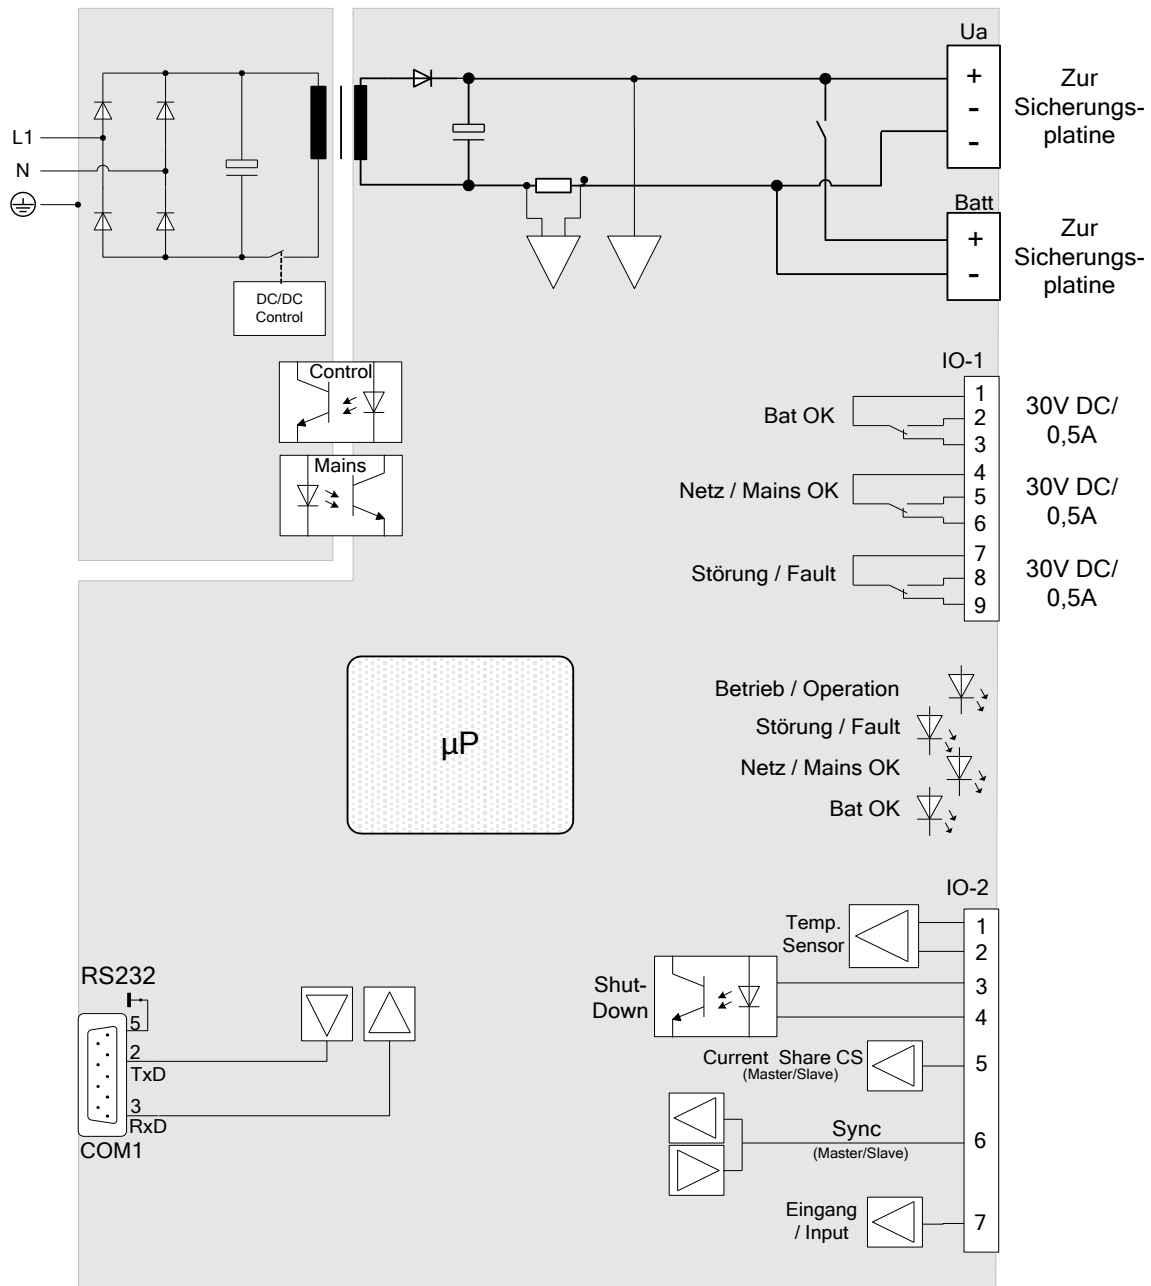 Ua
+
-
-
Zur
Sicherungs-
platine
L1
N
Batt
+
-
Zur
Sicherungs-
platine
DC/DC
Control
Control
Mains
IO-1
Bat OK
1
2
3
30V DC/
0,5A
Netz / Mains OK
4
5
6
30V DC/
0,5A
Störung / Fault
7
8
9
30V DC/
0,5A
µP
Betrieb / Operation
Störung / Fault
Netz / Mains OK
Bat OK
IO-2
Temp.
Sensor
1
2
Shut-
Down
3
4
Current Share CS
(Master/Slave)
5
Sync
(Master/Slave)
6
Eingang
/ Input
7
RS232
5
2
TxD
3
RxD
COM1